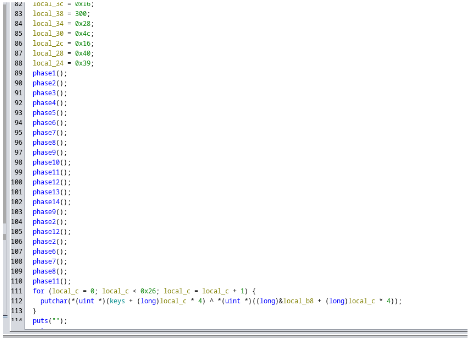 82 local_3c = 0x16;
83 local_38 = 300;
84 local_34 = 0x28;
85 local_30 = 0x4c;
86 local_2c = 0x16;
87 local_28 = 0x40;
88 local_24 = 0x39;
89 phase1();
90 phase2();
91 phase3();
92 phase4();
93 phase5();
94 phase6();
95 phase7();
96 phase8();
97 phase9();
98 phase10();
99 phase11();
100 phase12();
101 phase13();
102 phase14();
103 phase9();
104 phase2();
105 phase12();
106 phase2();
107 phase6();
108 phase7();
109 phase8();
110 phase11();
111 for (local_c = 0; local_c < 0x26; local_c = local_c + 1) {
112 putchar(*(uint *)(keys + (long)local_c * 4) ^ *(uint *)((long)&local_b8 + (long)local_c * 4));
113 }
114 puts("");